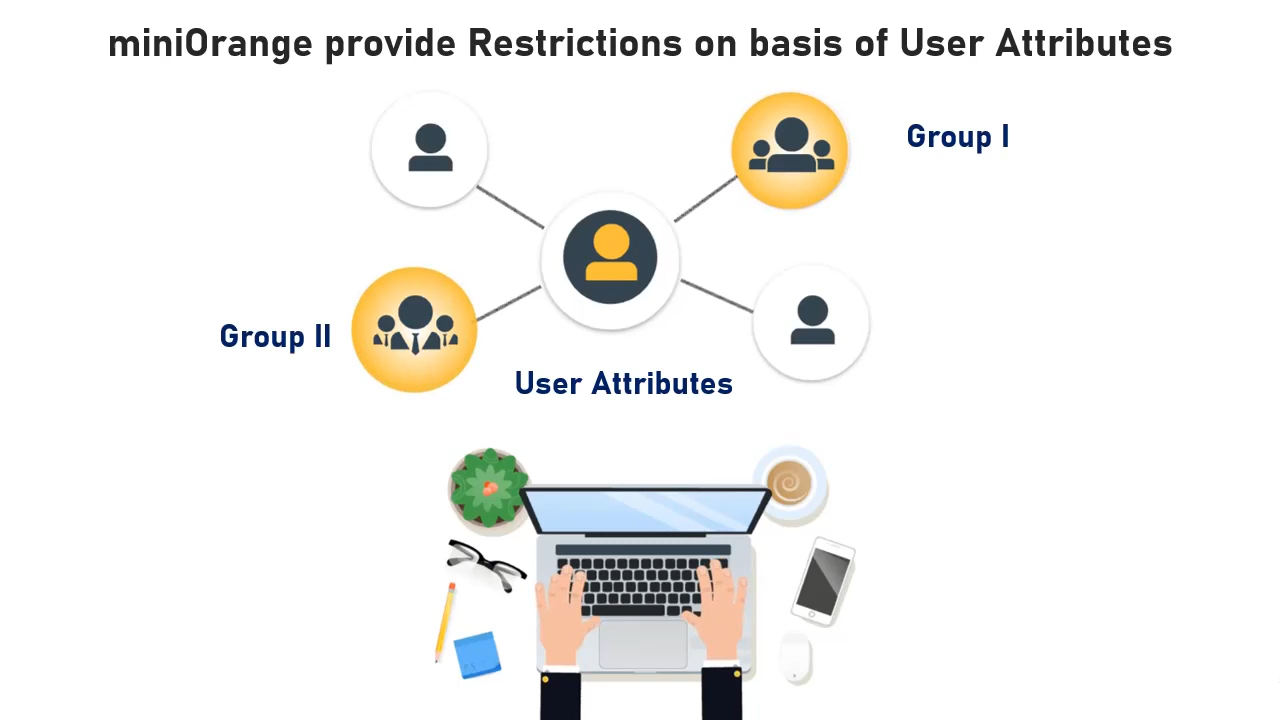 miniOrange provide Restrictions on basis of User Attributes
Group I
Group II
User Attributes